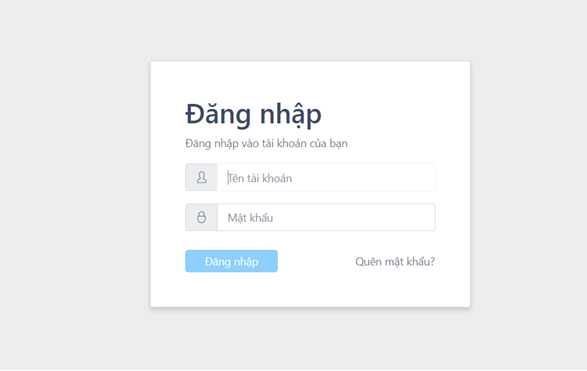 Đăng nhập
Đăng nhập vào tài khoản của bạn
Tên tài khoản
Mật khẩu
Đăng nhập
Quên mật khẩu?